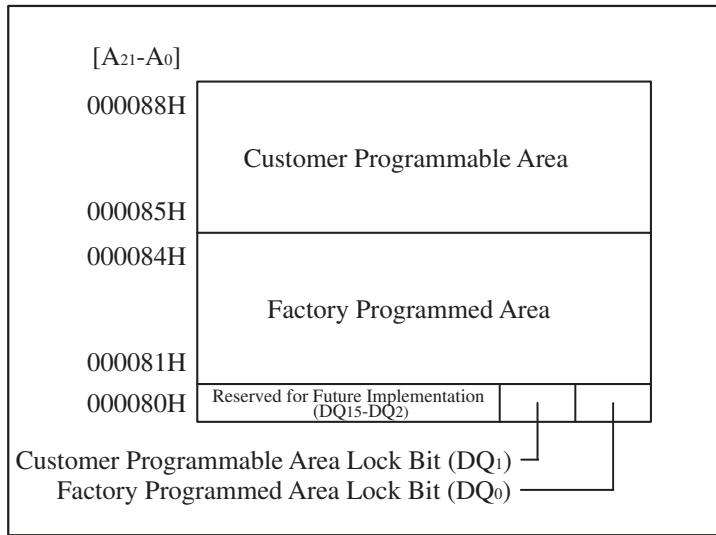 [A21-A0]
000088H
Customer Programmable Area
000085H
000084H
Factory Programmed Area
000081H
000080H
Reserved for Future Implementation
(DQ15-DQ2)
Customer Programmable Area Lock Bit (DQ1)
Factory Programmed Area Lock Bit (DQ0)